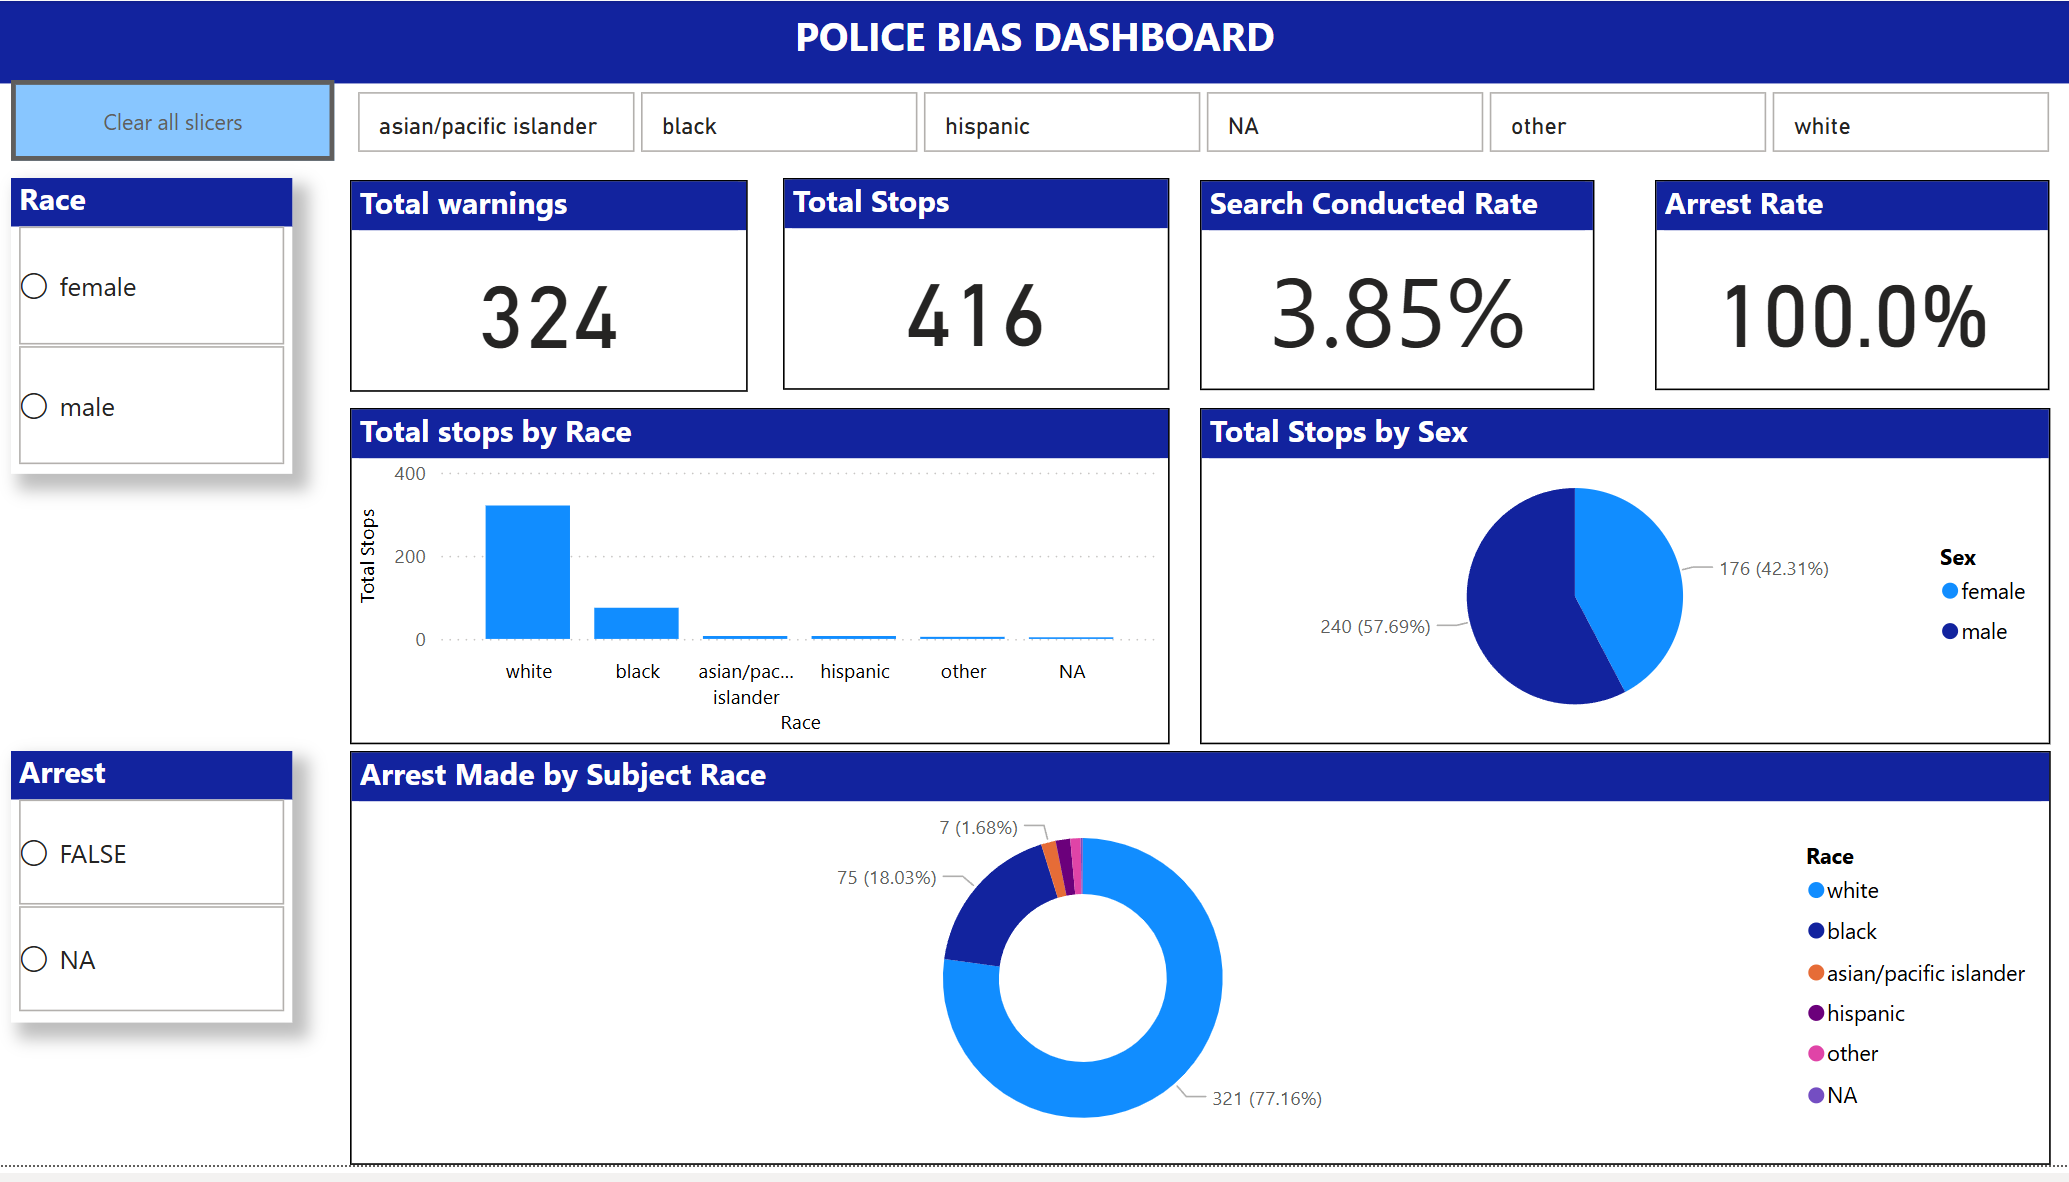 POLICE BIAS DASHBOARD
Clear all slicers
asian/pacific islander
black
hispanic
NA
other
white
Race
female
male
Total warnings
324
Total Stops
416
Search Conducted Rate
3.85%
Arrest Rate
100.0%
Total stops by Race
Total Stops
400
200
0
white
black
asian/pac...
islander
hispanic
other
NA
Race
Total Stops by Sex
176 (42.31%)
240 (57.69%)
Sex
female
male
Arrest
FALSE
NA
Arrest Made by Subject Race
7 (1.68%)
75 (18.03%)
321 (77.16%)
Race
white
black
asian/pacific islander
hispanic
other
NA